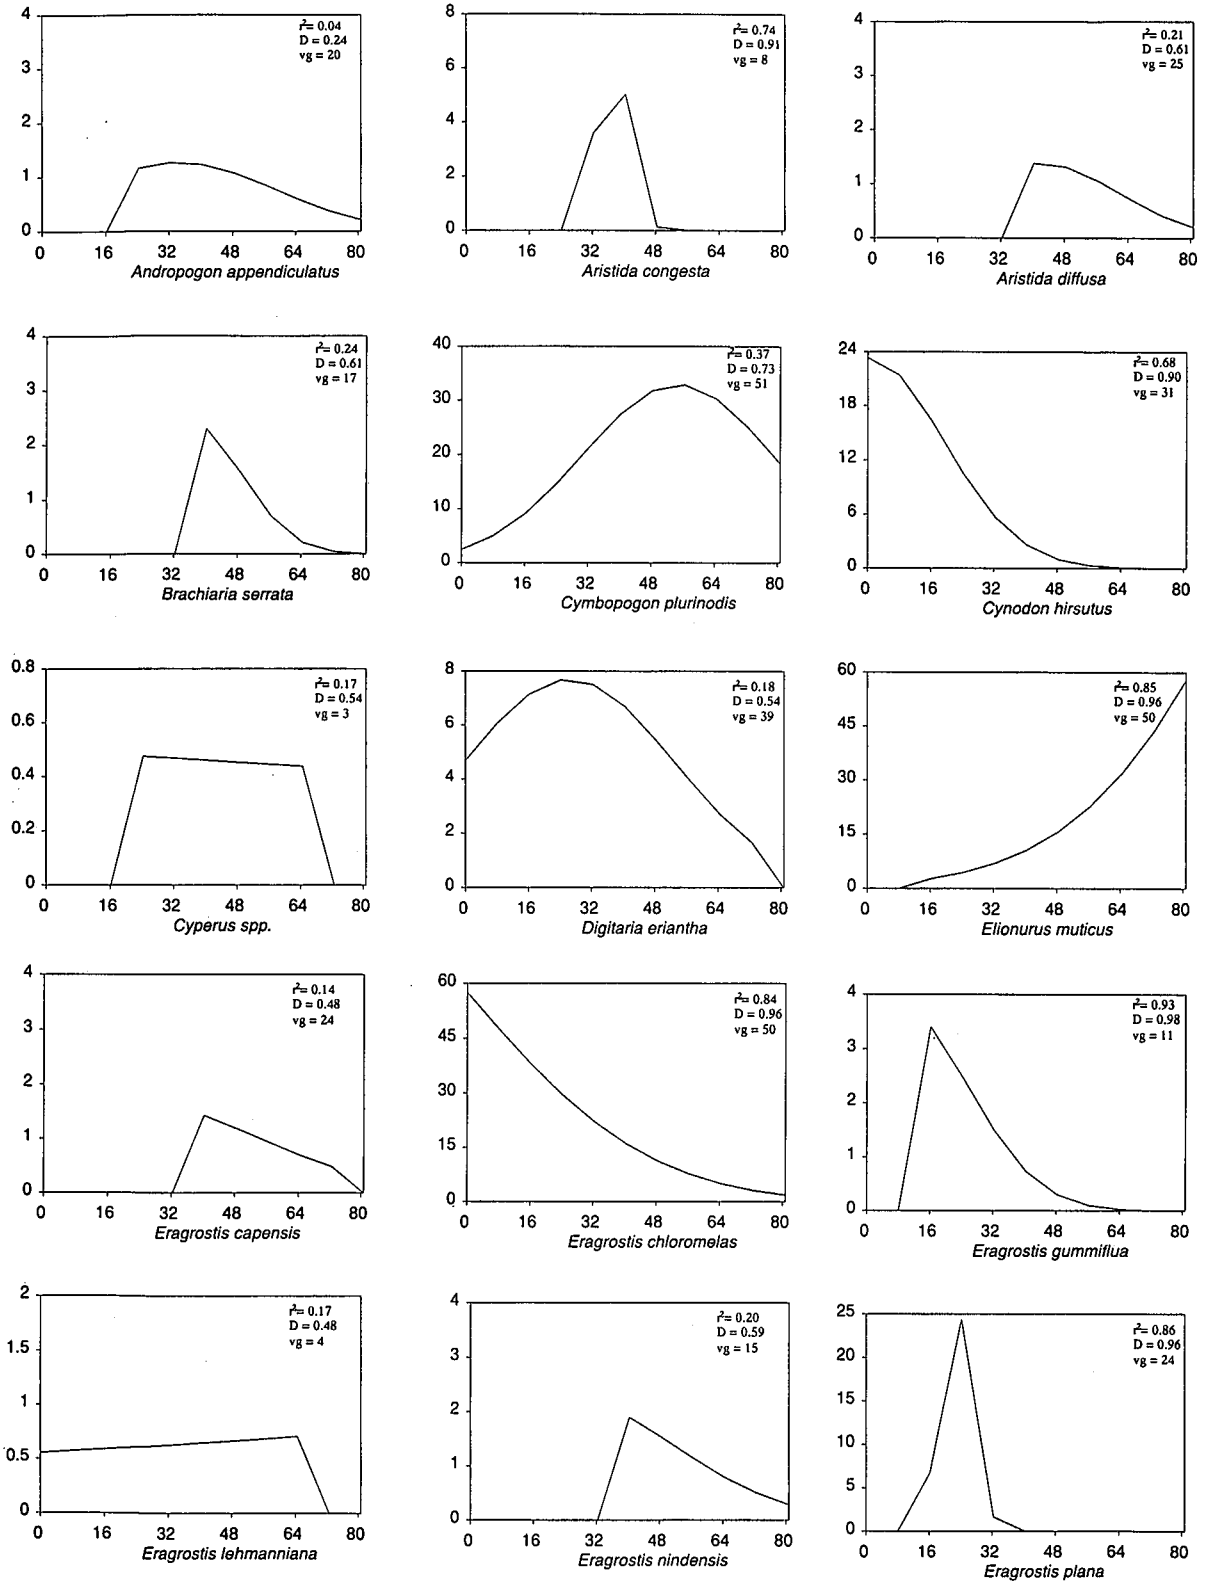 r²= 0.04
D = 0.24
vg = 20
4
3
2
1
0
0 16 32 48 64 80
Andropogon appendiculatus
r²= 0.74
D = 0.91
vg = 8
8
6
4
2
0
0 16 32 48 64 80
Aristida congesta
r²= 0.21
D = 0.61
vg = 25
4
3
2
1
0
0 16 32 48 64 80
Aristida diffusa
r²= 0.24
D = 0.61
vg = 17
4
3
2
1
0
0 16 32 48 64 80
Brachiaria serrata
r²= 0.37
D = 0.73
vg = 51
40
30
20
10
0
0 16 32 48 64 80
Cymbopogon plurinodis
r²= 0.68
D = 0.90
vg = 31
24
18
12
6
0
0 16 32 48 64 80
Cynodon hirsutus
r²= 0.17
D = 0.54
vg = 3
0.8
0.6
0.4
0.2
0
0 16 32 48 64 80
Cyperus spp.
r²= 0.18
D = 0.54
vg = 39
8
6
4
2
0
0 16 32 48 64 80
Digitaria eriantha
r²= 0.85
D = 0.96
vg = 50
60
45
30
15
0
0 16 32 48 64 80
Elionurus muticus
r²= 0.14
D = 0.48
vg = 24
4
3
2
1
0
0 16 32 48 64 80
Eragrostis capensis
r²= 0.84
D = 0.96
vg = 50
60
45
30
15
0
0 16 32 48 64 80
Eragrostis chloromelas
r²= 0.93
D = 0.98
vg = 11
4
3
2
1
0
0 16 32 48 64 80
Eragrostis gummiflua
r²= 0.17
D = 0.48
vg = 4
2
1.5
1
0.5
0
0 16 32 48 64 80
Eragrostis lehmanniana
r²= 0.20
D = 0.59
vg = 15
4
3
2
1
0
0 16 32 48 64 80
Eragrostis nindensis
r²= 0.86
D = 0.96
vg = 24
25
20
15
10
5
0
0 16 32 48 64 80
Eragrostis plana